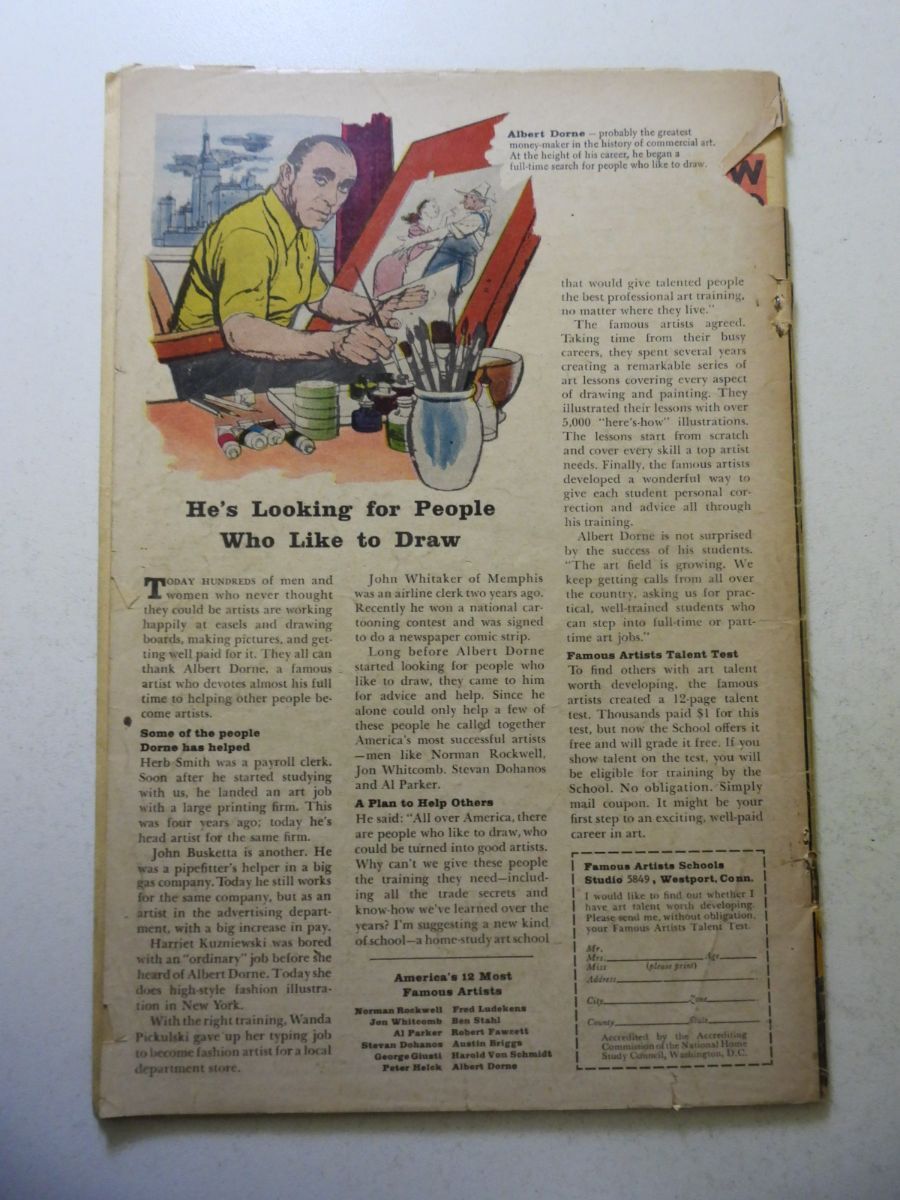 Albert Dorne — probably the greatest
money-maker in the history of commercial art.
At the height of his career, he began a
full-time search for people who like to draw.
W
He's Looking for People
Who Like to Draw
TODAY HUNDREDS of men and
women who never thought
they could be artists are working
happily at easels and drawing
boards, making pictures, and get-
ting well paid for it. They all can
thank Albert Dorne, a famous
artist who devotes almost his full
time to helping other people be-
come artists.
Some of the people
Dorne has helped
Herb Smith was a payroll clerk.
Soon after he started studying
with us, he landed an art job
with a large printing firm. This
was four years ago; today he's
head artist for the same firm.
John Busketta is another. He
was a pipefitter's helper in a big
gas company. Today he still works
for the same company, but as an
artist in the advertising depart-
ment, with a big increase in pay.
Harriet Kuzniewski was bored
with an "ordinary" job before she
heard of Albert Dorne. Today she
does high-style fashion illustra-
tion in New York.
With the right training, Wanda
Pickulski gave up her typing job
to become fashion artist for a local
department store.
John Whitaker of Memphis
was an airline clerk two years ago.
Recently he won a national car-
tooning contest and was signed
to do a newspaper comic strip.
Long before Albert Dorne
started looking for people who
like to draw, they came to him
for advice and help. Since he
alone could only help a few of
these people he called together
America's most successful artists
—men like Norman Rockwell,
Jon Whitcomb, Stevan Dohanos
and Al Parker.
A Plan to Help Others
He said: "All over America, there
are people who like to draw, who
could be turned into good artists.
Why can't we give these people
the training they need—includ-
ing all the trade secrets and
know-how we've learned over the
years? I'm suggesting a new kind
of school—a home-study art school
America's 12 Most
Famous Artists
Norman Rockwell Fred Ludekens
Jon Whitcomb Ben Stahl
Al Parker Robert Fawcett
Stevan Dohanos Austin Briggs
George Giusti Harold Von Schmidt
Peter Helck Albert Dorne
that would give talented people
the best professional art training,
no matter where they live."
The famous artists agreed.
Taking time from their busy
careers, they spent several years
creating a remarkable series of
art lessons covering every aspect
of drawing and painting. They
illustrated their lessons with over
5,000 "here's-how" illustrations.
The lessons start from scratch
and cover every skill a top artist
needs. Finally, the famous artists
developed a wonderful way to
give each student personal cor-
rection and advice all through
his training.
Albert Dorne is not surprised
by the success of his students.
"The art field is growing. We
keep getting calls from all over
the country, asking us for prac-
tical, well-trained students who
can step into full-time or part-
time art jobs."
Famous Artists Talent Test
To find others with art talent
worth developing, the famous
artists created a 12-page talent
test. Thousands paid $1 for this
test, but now the School offers it
free and will grade it free. If you
show talent on the test, you will
be eligible for training by the
School. No obligation. Simply
mail coupon. It might be your
first step to an exciting, well-paid
career in art.
Famous Artists Schools
Studio 5849, Westport, Conn.
I would like to find out whether I
have art talent worth developing.
Please send me, without obligation,
your Famous Artists Talent Test.
Mr.
Mrs. Age
Miss (please print)
Address
City Zone
County State
Accredited by the Accrediting
Commission of the National Home
Study Council, Washington, D.C.